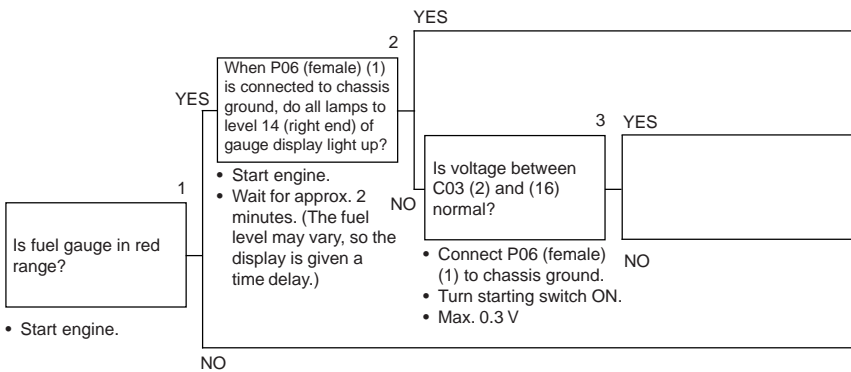 1
Is fuel gauge in red
range?
• Start engine.
YES
NO
2
When P06 (female) (1)
is connected to chassis
ground, do all lamps to
level 14 (right end) of
gauge display light up?
• Start engine.
• Wait for approx. 2
minutes. (The fuel
level may vary, so the
display is given a
time delay.)
YES
NO
3
Is voltage between
C03 (2) and (16)
normal?
• Connect P06 (female)
(1) to chassis ground.
• Turn starting switch ON.
• Max. 0.3 V
YES
NO